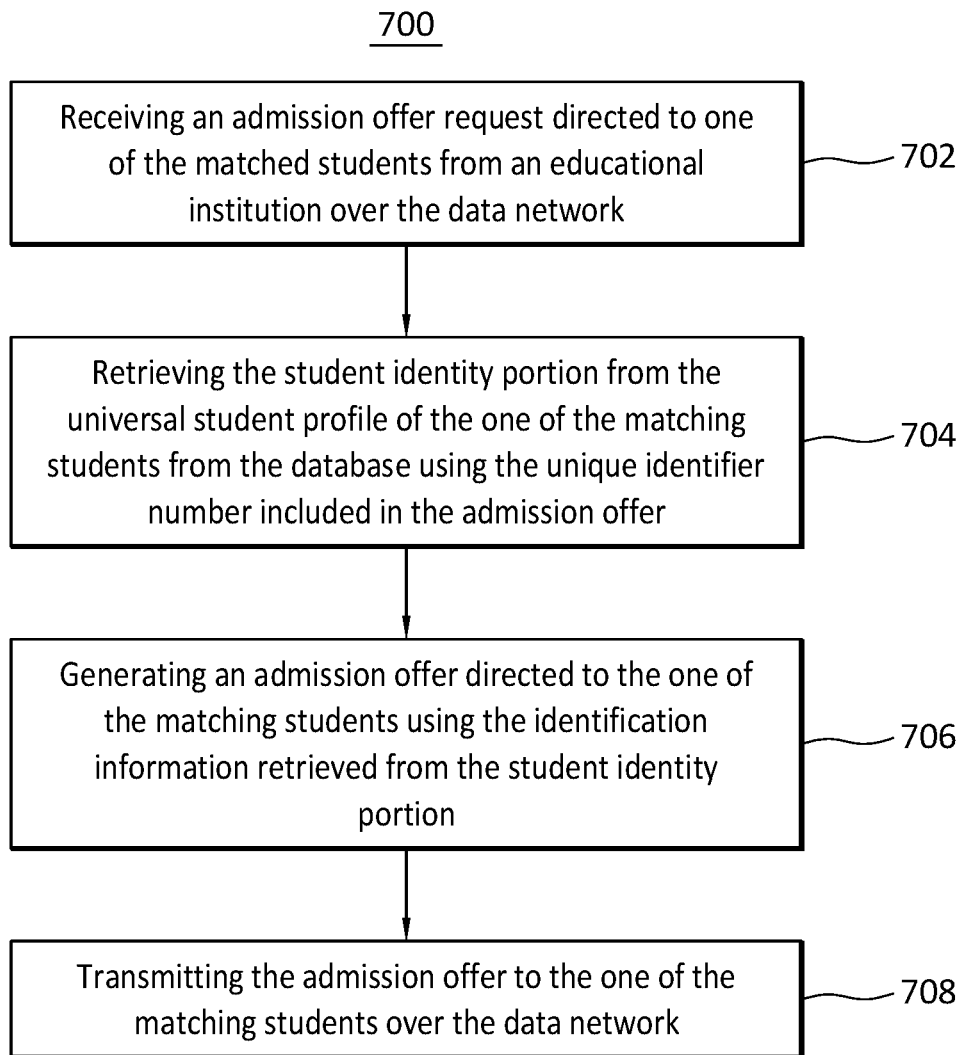 700
Receiving an admission offer request directed to one
of the matched students from an educational
institution over the data network
702
Retrieving the student identity portion from the
universal student profile of the one of the matching
students from the database using the unique identifier
number included in the admission offer
704
Generating an admission offer directed to the one of
the matching students using the identification
information retrieved from the student identity
portion
706
Transmitting the admission offer to the one of the
matching students over the data network
708